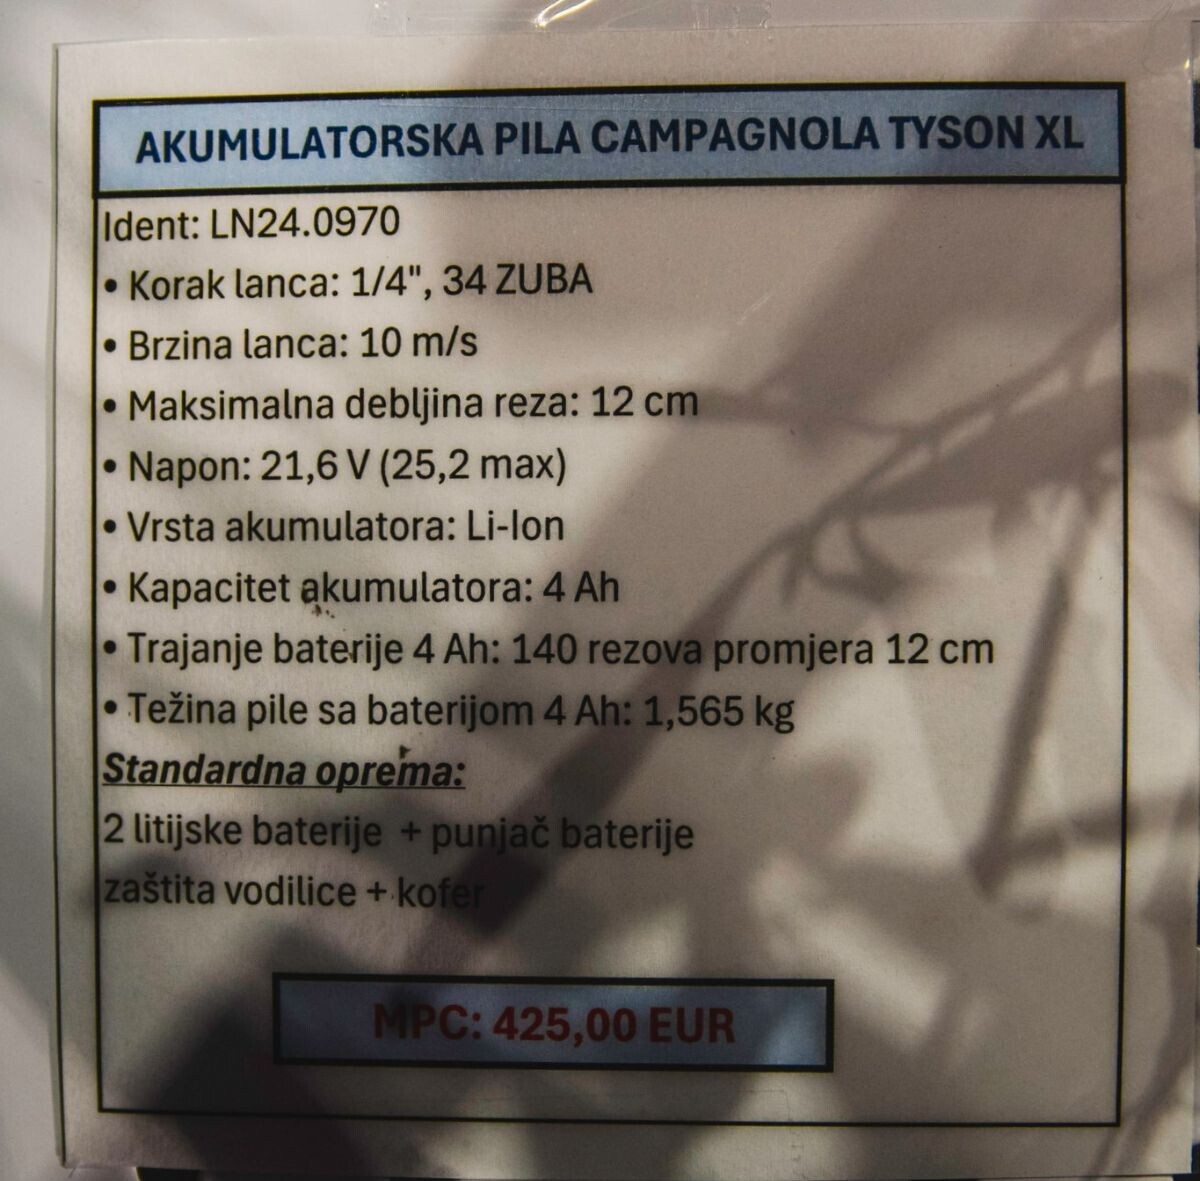 AKUMULATORSKA PILA CAMPAGNOLA TYSON XL
Ident: LN24.0970
• Korak lanca: 1/4", 34 ZUBA
• Brzina lanca: 10 m/s
• Maksimalna debljina reza: 12 cm
• Napon: 21,6 V (25,2 max)
• Vrsta akumulatora: Li-Ion
• Kapacitet akumulatora: 4 Ah
• Trajanje baterije 4 Ah: 140 rezova promjera 12 cm
• Težina pile sa baterijom 4 Ah: 1,565 kg
Standardna oprema:
2 litijske baterije + punjač baterije
zaštita vodilice + kofer
MPC: 425,00 EUR